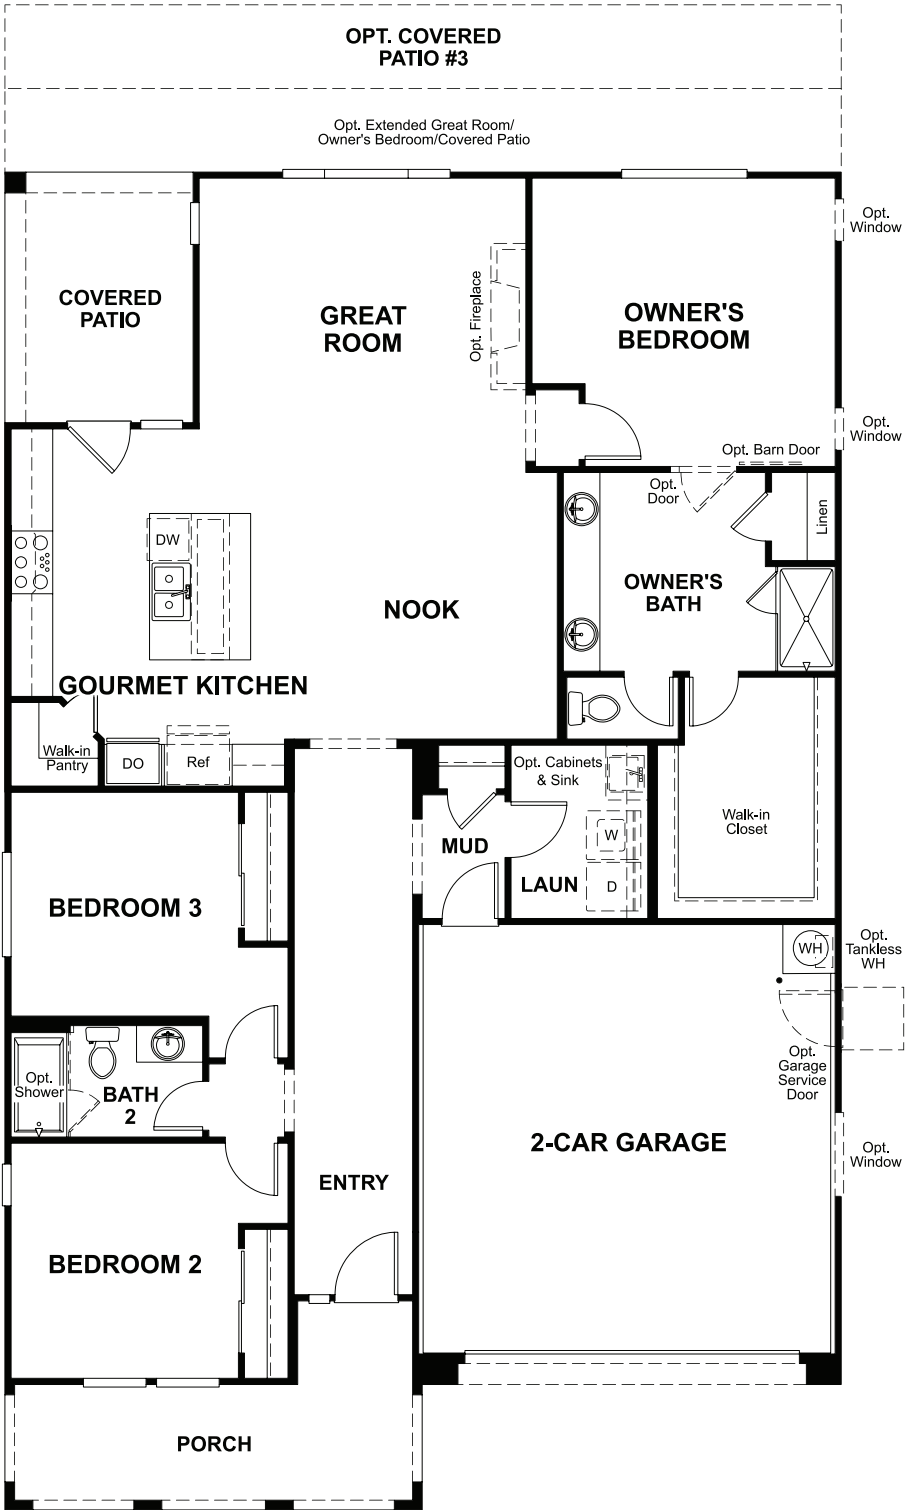 OPT. COVERED
PATIO #3
Opt. Extended Great Room/
Owner's Bedroom/Covered Patio
Opt.
Window
COVERED
PATIO
GREAT
ROOM
Opt. Fireplace
OWNER'S
BEDROOM
Opt.
Window
Opt. Barn Door
Opt.
Door
Linen
DW
OWNER'S
BATH
NOOK
GOURMET KITCHEN
Walk-in
Pantry
DO
Ref
Opt. Cabinets
& Sink
W
D
MUD
LAUN
Walk-in
Closet
BEDROOM 3
WH
Opt.
Tankless
WH
Opt.
Shower
BATH
2
Opt.
Garage
Service
Door
2-CAR GARAGE
Opt.
Window
ENTRY
BEDROOM 2
PORCH